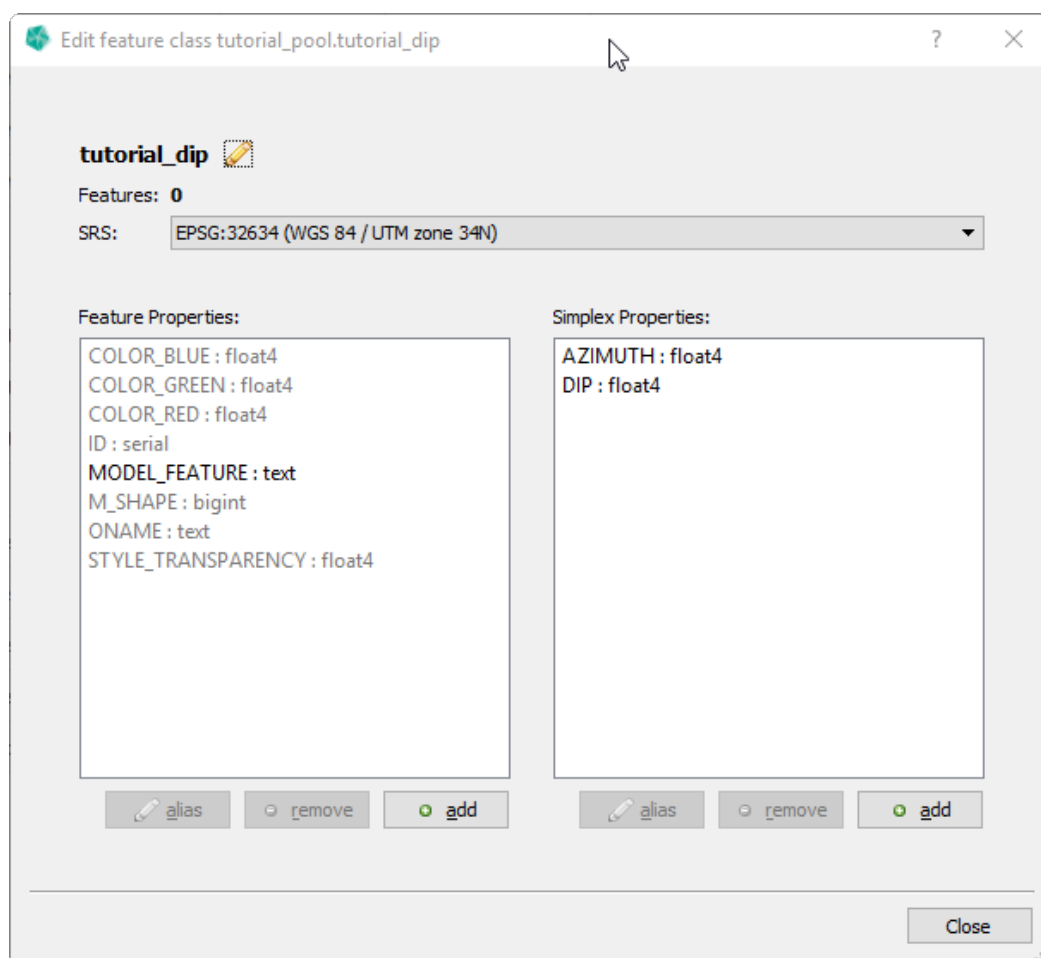 Edit feature class tutorial_pool.tutorial_dip ?
tutorial_dip
Features: 0
SRS: EPSG:32634 (WGS 84 / UTM zone 34N)
Feature Properties:
COLOR_BLUE : float4
COLOR_GREEN : float4
COLOR_RED : float4
ID : serial
MODEL_FEATURE : text
M_SHAPE : bigint
ONAME : text
STYLE_TRANSPARENCY : float4
alias remove add
Simplex Properties:
AZIMUTH : float4
DIP : float4
alias remove add
Close